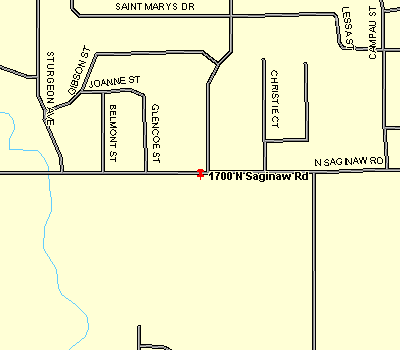 SAINT MARYS DR
LESSAS ST
CAMPAU ST
STURGEON AVE
GIBSON ST
JOANNE ST
BELMONT ST
GLENCOE ST
CHRISTIE CT
N SAGINAW RD
1700 N Saginaw Rd